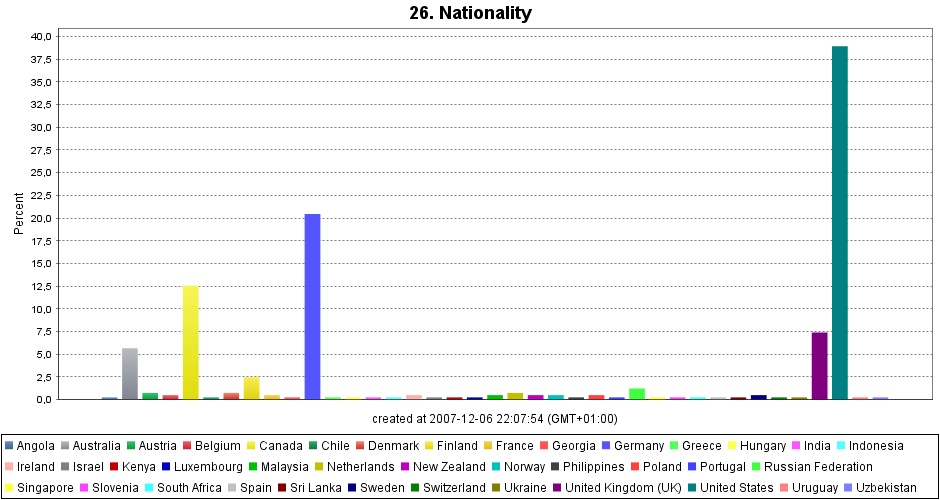 26. Nationality
40,0
37,5
35,0
32,5
30,0
27,5
25,0
22,5
20,0
17,5
15,0
12,5
10,0
7,5
5,0
2,5
0,0
Percent
created at 2007-12-06 22:07:54 (GMT+01:00)
Angola Australia Austria Belgium Canada Chile Denmark Finland France Georgia Germany Greece Hungary India Indonesia
Ireland Israel Kenya Luxembourg Malaysia Netherlands New Zealand Norway Philippines Poland Portugal Russian Federation
Singapore Slovenia South Africa Spain Sri Lanka Sweden Switzerland Ukraine United Kingdom (UK) United States Uruguay Uzbekistan